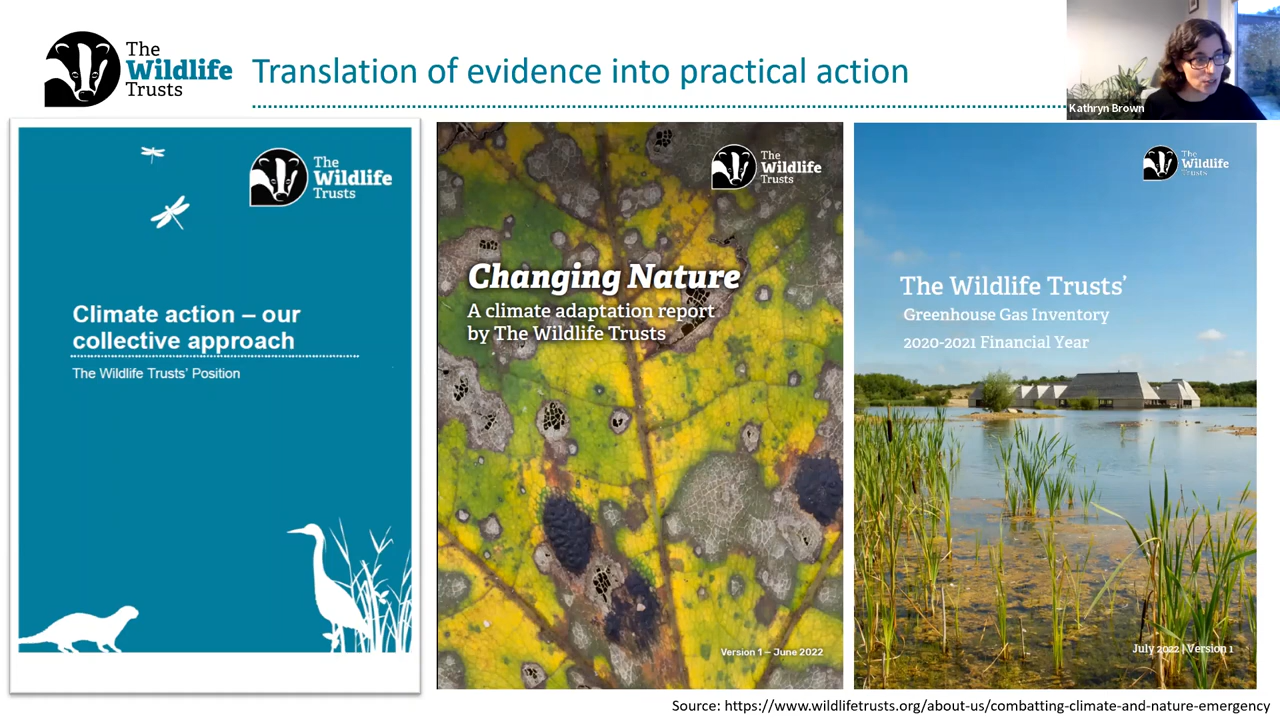 The
Wildlife
Trusts
Translation of evidence into practical action
Kathryn Brown
The
Wildlife
Trusts
Climate action – our
collective approach
The Wildlife Trusts' Position
The
Wildlife
Trusts
Changing Nature
A climate adaptation report
by The Wildlife Trusts
Version 1 – June 2022
The
Wildlife
Trusts
The Wildlife Trusts’
Greenhouse Gas Inventory
2020-2021 Financial Year
July 2022 | Version 1
Source: https://www.wildlifetrusts.org/about-us/combatting-climate-and-nature-emergency